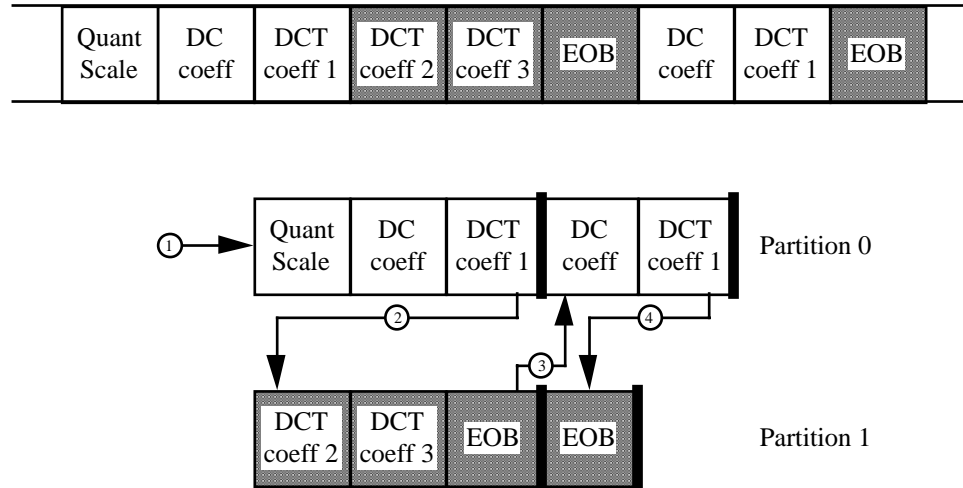 Quant
Scale
DC
coeff
DCT
coeff 1
DCT
coeff 2
DCT
coeff 3
EOB
DC
coeff
DCT
coeff 1
EOB
1
Quant
Scale
DC
coeff
DCT
coeff 1
DC
coeff
DCT
coeff 1
Partition 0
2
4
3
DCT
coeff 2
DCT
coeff 3
EOB
EOB
Partition 1